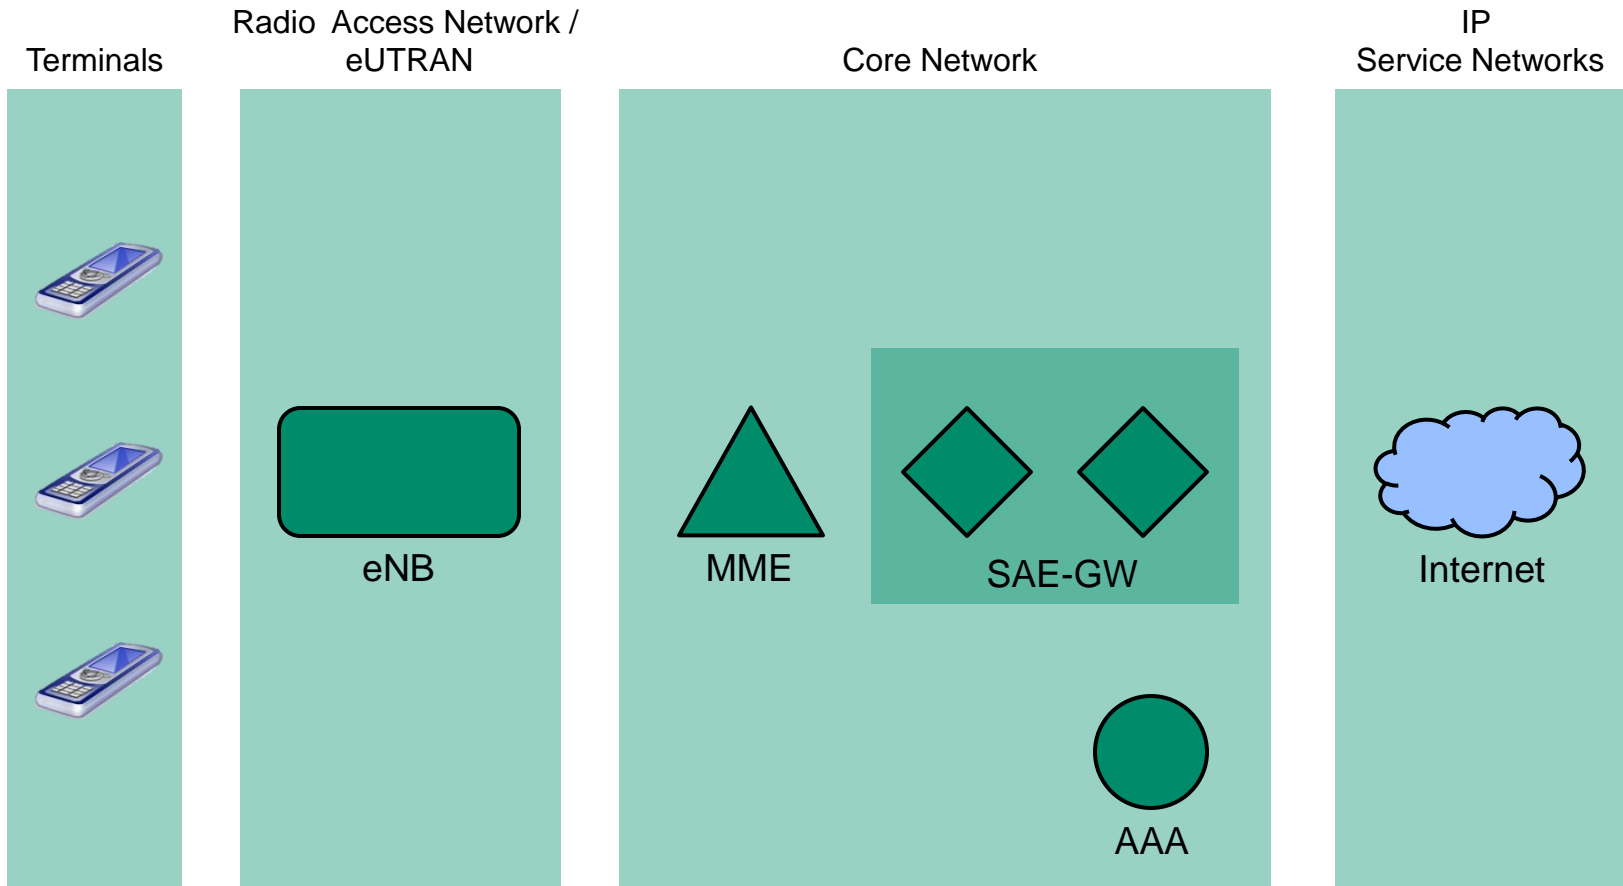 Terminals
Radio Access Network /
eUTRAN
Core Network
IP
Service Networks
eNB
MME
SAE-GW
Internet
AAA